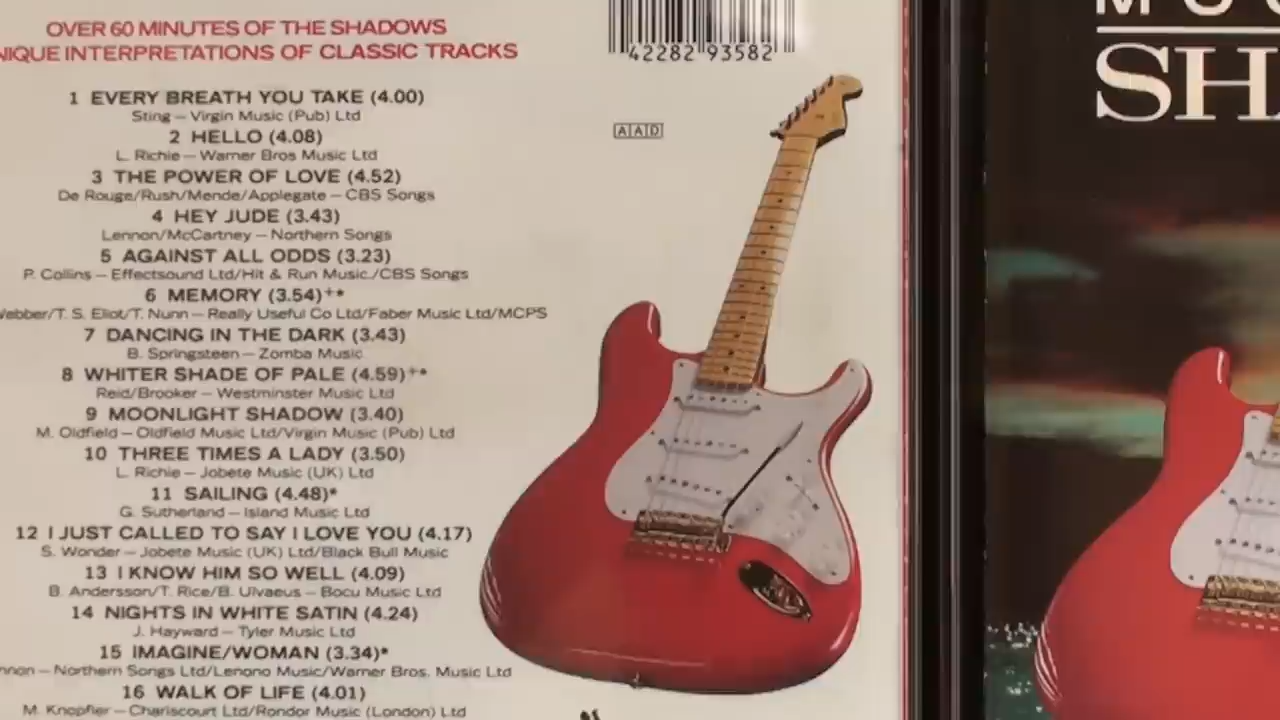 OVER 60 MINUTES OF THE SHADOWS
INTERPRETATIONS OF CLASSIC TRACKS
42282 93582
AAD
1 EVERY BREATH YOU TAKE (4.00)
Sting – Virgin Music (Pub) Ltd
2 HELLO (4.08)
L. Richie – Warner Bros Music Ltd
3 THE POWER OF LOVE (4.52)
De Rouge/Rush/Mende/Applegate – CBS Songs
4 HEY JUDE (3.43)
Lennon/McCartney – Northern Songs
5 AGAINST ALL ODDS (3.23)
P. Collins – Effectsound Ltd/Hit & Run Music./CBS Songs
6 MEMORY (3.54)+*
Webber/T. S. Eliot/T. Nunn – Really Useful Co Ltd/Faber Music Ltd/MCPS
7 DANCING IN THE DARK (3.43)
B. Springsteen – Zomba Music
8 WHITER SHADE OF PALE (4.59)+*
Reid/Brooker – Westminster Music Ltd
9 MOONLIGHT SHADOW (3.40)
M. Oldfield – Oldfield Music Ltd/Virgin Music (Pub) Ltd
10 THREE TIMES A LADY (3.50)
L. Richie – Jobete Music (UK) Ltd
11 SAILING (4.48)*
G. Sutherland – Island Music Ltd
12 I JUST CALLED TO SAY I LOVE YOU (4.17)
S. Wonder – Jobete Music (UK) Ltd/Black Bull Music
13 I KNOW HIM SO WELL (4.09)
B. Andersson/T. Rice/B. Ulvaeus – Bocu Music Ltd
14 NIGHTS IN WHITE SATIN (4.24)
J. Hayward – Tyler Music Ltd
15 IMAGINE/WOMAN (3.34)*
– Northern Songs Ltd/Lenono Music/Warner Bros. Music Ltd
16 WALK OF LIFE (4.01)
M. Knopfler – Chariscourt Ltd/Rondor Music (London) Ltd
SH